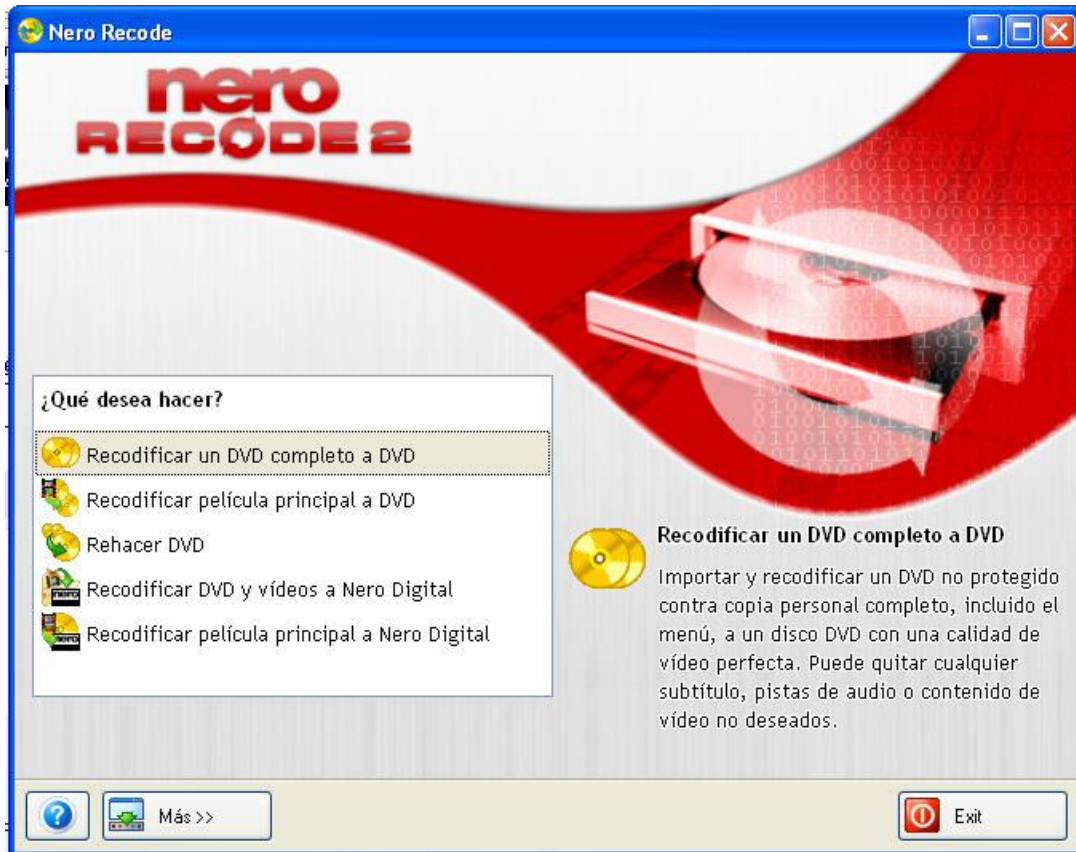 Nero Recode
nero
RECODE 2
¿Qué desea hacer?
Recodificar un DVD completo a DVD
Recodificar película principal a DVD
Rehacer DVD
Recodificar DVD y vídeos a Nero Digital
Recodificar película principal a Nero Digital
Recodificar un DVD completo a DVD
Importar y recodificar un DVD no protegido
contra copia personal completo, incluido el
menú, a un disco DVD con una calidad de
vídeo perfecta. Puede quitar cualquier
subtítulo, pistas de audio o contenido de
vídeo no deseados.
Más >>
Exit